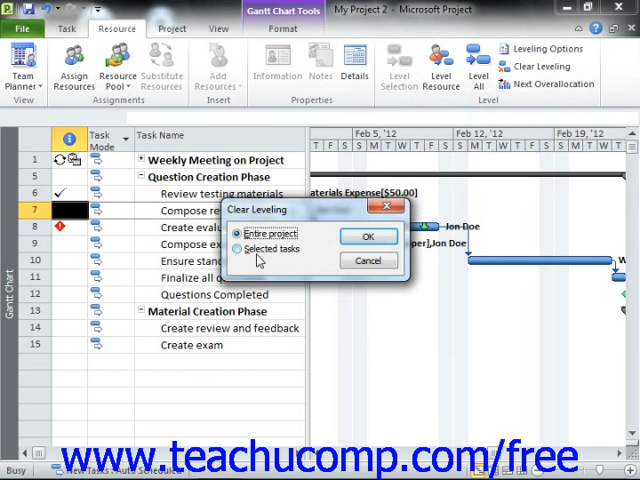 Gantt Chart Tools
My Project 2 - Microsoft Project
File Task Resource Project View Format
Team Planner
Assign Resources
Resource Pool
Substitute Resources
Add Resources
Information
Notes
Details
Level Selection
Level Resource
Level All
Leveling Options
Clear Leveling
Next Overallocation
View Assignments Insert Properties Level
Task Mode
Task Name
Feb 5, '12 Feb 12, '12 Feb 19, '12
T F S S M T W T F S S M T W T F S S M T W T F
1 Weekly Meeting on Project
5 Question Creation Phase
6 Review testing materials
aterials Expense[$50.00]
7 Compose re
8 Create evalu
Jon Doe
9 Compose ex
per],Jon Doe
10 Ensure stan
11 Finalize all q
12 Questions Completed
13 Material Creation Phase
14 Create review and feedback
15 Create exam
Clear Leveling
Entire project
Selected tasks
OK
Cancel
Gantt Chart
www.teachucomp.com/free
Busy
New Tasks : Auto Scheduled